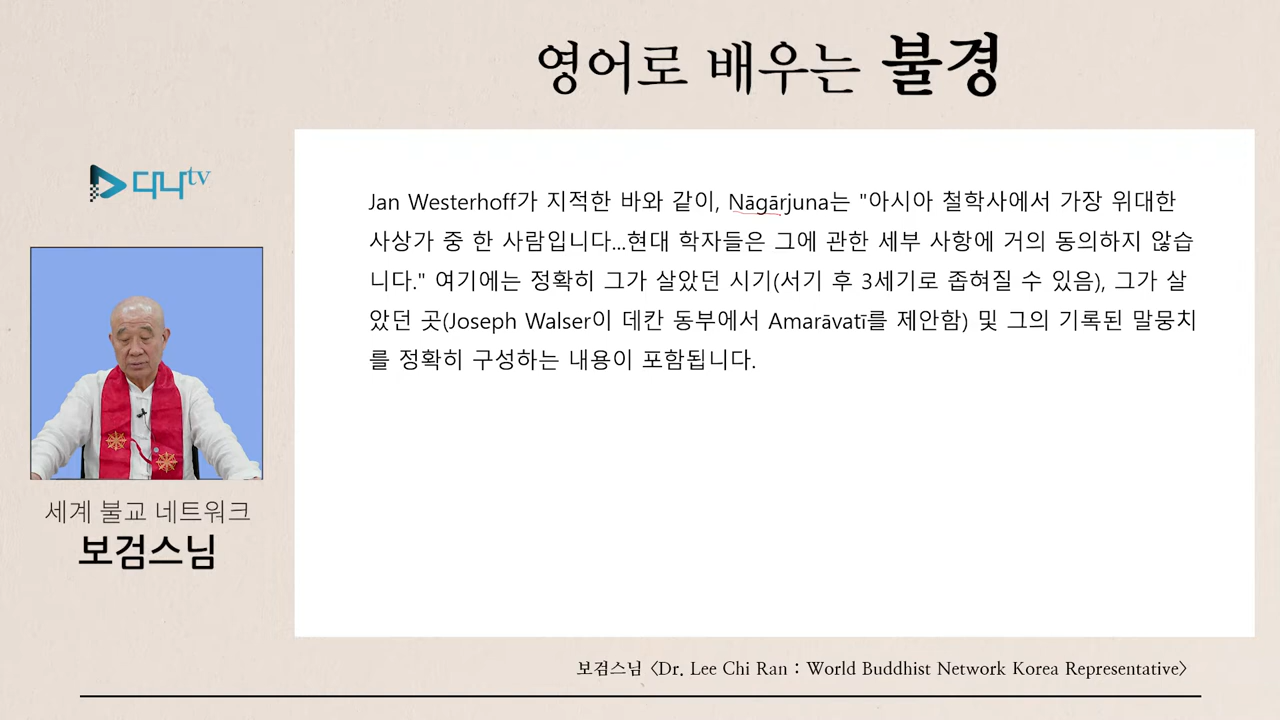 영어로 배우는 불경
다나tv
Jan Westerhoff가 지적한 바와 같이, Nāgārjuna는 "아시아 철학사에서 가장 위대한
사상가 중 한 사람입니다...현대 학자들은 그에 관한 세부 사항에 거의 동의하지 않습
니다." 여기에는 정확히 그가 살았던 시기(서기 후 3세기로 좁혀질 수 있음), 그가 살
았던 곳(Joseph Walser이 데칸 동부에서 Amarāvatī를 제안함) 및 그의 기록된 말뭉치
를 정확히 구성하는 내용이 포함됩니다.
세계 불교 네트워크
보검스님
보검스님 <Dr. Lee Chi Ran : World Buddhist Network Korea Representative>